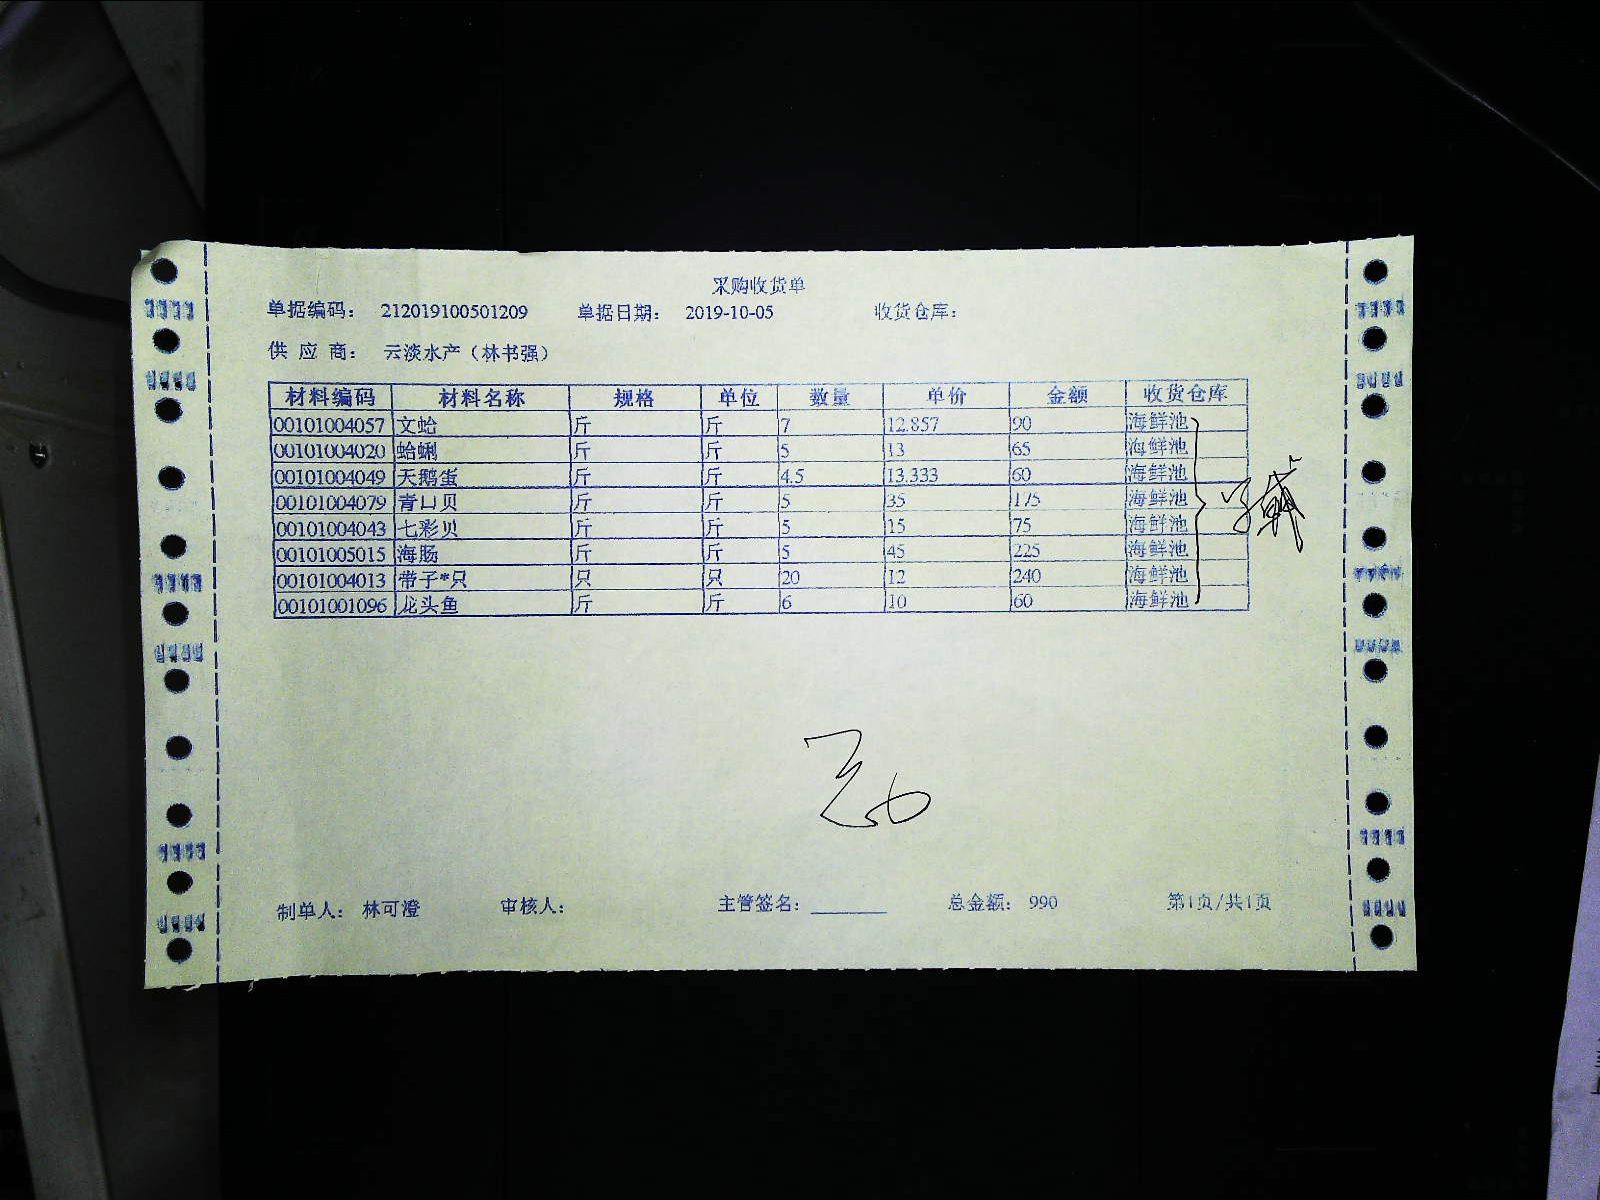 采购收货单
单据编码： 212019100501209 单据日期： 2019-10-05 收货仓库：
供 应 商： 云淡水产（林书强）
材料编码 材料名称 规格 单位 数量 单价 金额 收货仓库
00101004057 文蛤 斤 斤 7 12.857 90 海鲜池
00101004020 蛤蜊 斤 斤 5 13 65 海鲜池
00101004049 天鹅蛋 斤 斤 4.5 13.333 60 海鲜池
00101004079 青口贝 斤 斤 5 35 175 海鲜池
00101004043 七彩贝 斤 斤 5 15 75 海鲜池
00101005015 海肠 斤 斤 5 45 225 海鲜池
00101004013 带子*只 只 只 20 12 240 海鲜池
00101001096 龙头鱼 斤 斤 6 10 60 海鲜池
制单人： 林可澄 审核人： 主管签名：______ 总金额： 990 第1页/共1页